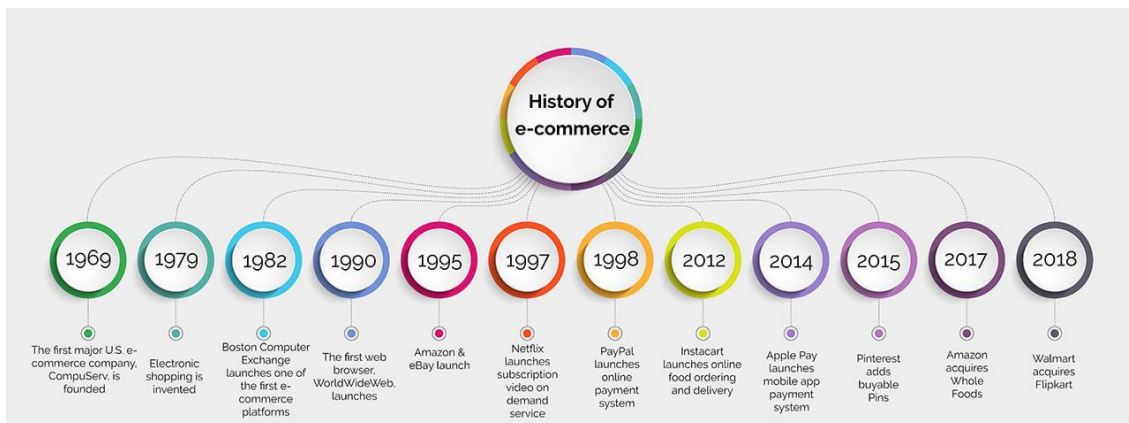 History of
e-commerce
1969
1979
1982
1990
1995
1997
1998
2012
2014
2015
2017
2018
The first major U.S. e-
commerce company,
CompuServ, is
founded
Electronic
shopping is
invented
Boston Computer
Exchange
launches one of
the first e-
commerce
platforms
The first web
browser,
WorldWideWeb,
launches
Amazon &
eBay launch
Netflix
launches
subscription
video on
demand
service
PayPal
launches
online
payment
system
Instacart
launches online
food ordering
and delivery
Apple Pay
launches
mobile app
payment
system
Pinterest
adds
buyable
Pins
Amazon
acquires
Whole
Foods
Walmart
acquires
Flipkart